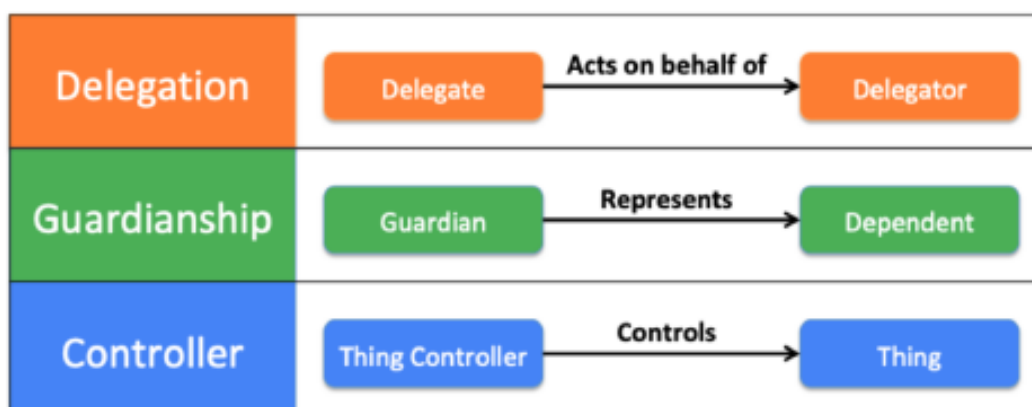 Delegation
Delegate
Acts on behalf of
Delegator
Guardianship
Guardian
Represents
Dependent
Controller
Thing Controller
Controls
Thing